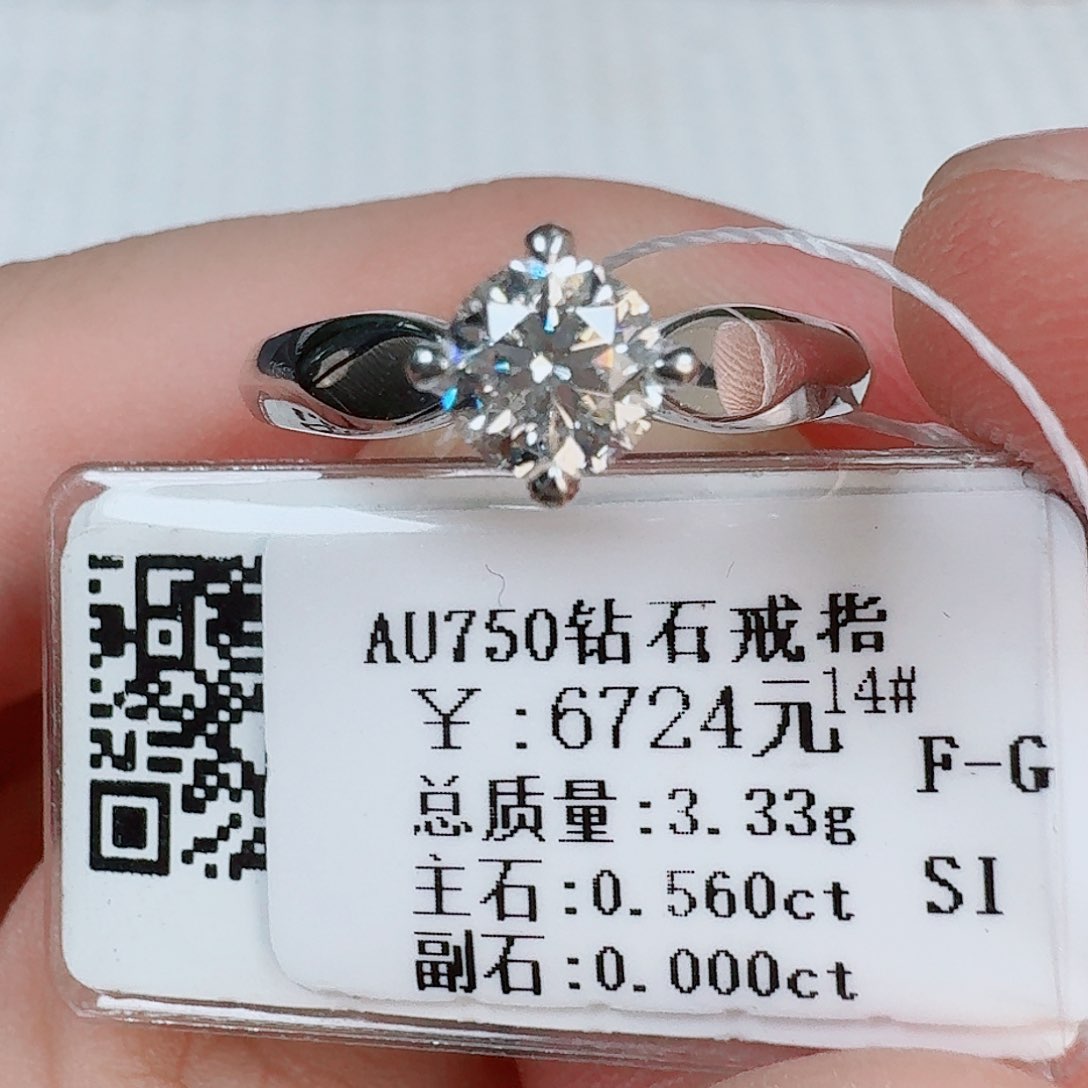 AU750钻石戒指
￥:6724元14#
F-G
总质量:3.33g
主石:0.560ct
SI
副石:0.000ct